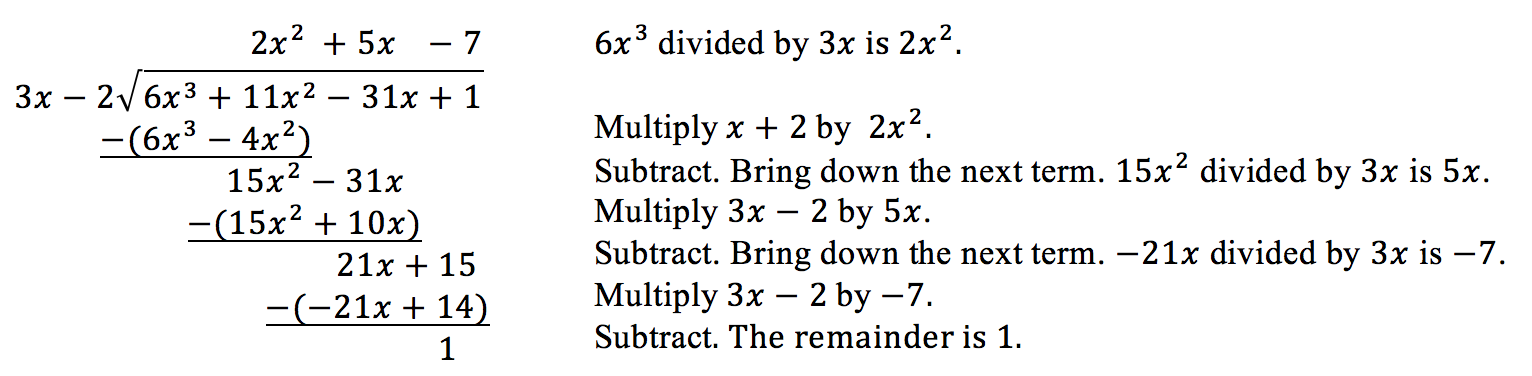 2x² + 5x − 7 6x³ divided by 3x is 2x².
3x − 2√6x³ + 11x² − 31x + 1
−(6x³ − 4x²) Multiply x + 2 by 2x².
15x² − 31x Subtract. Bring down the next term. 15x² divided by 3x is 5x.
−(15x² + 10x) Multiply 3x − 2 by 5x.
21x + 15 Subtract. Bring down the next term. −21x divided by 3x is −7.
−(−21x + 14) Multiply 3x − 2 by −7.
1 Subtract. The remainder is 1.